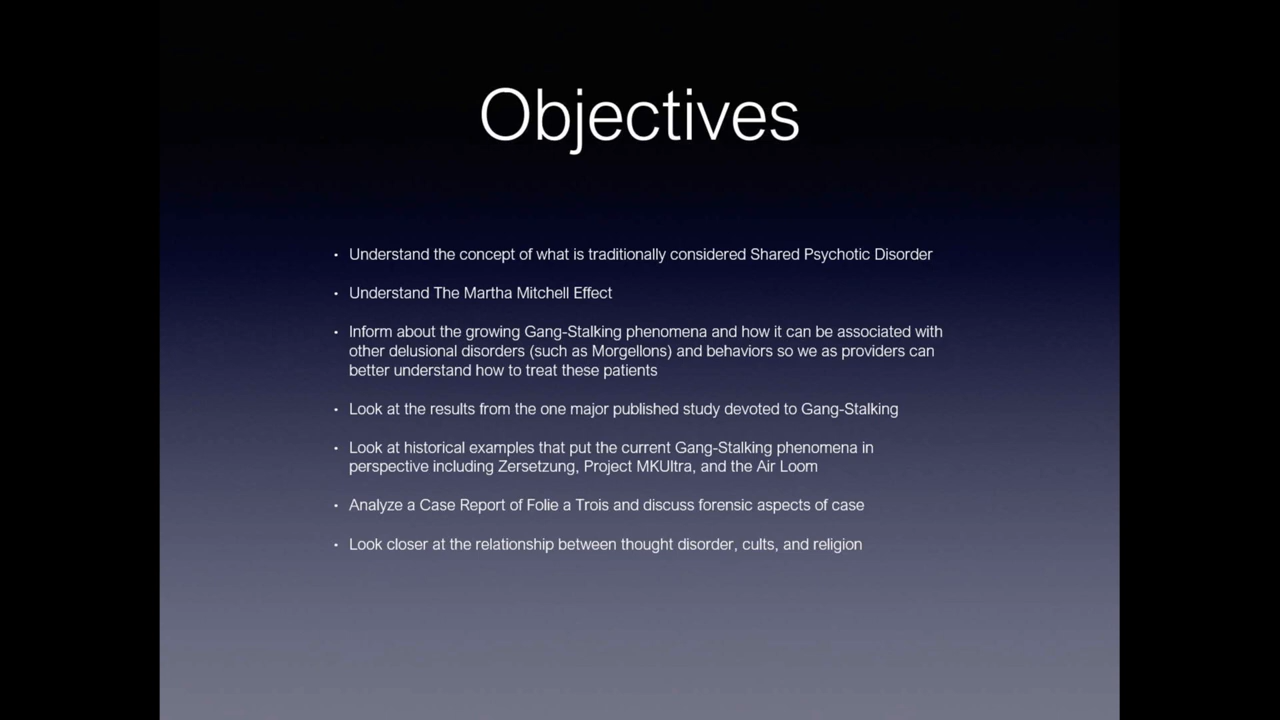 Objectives
• Understand the concept of what is traditionally considered Shared Psychotic Disorder
• Understand The Martha Mitchell Effect
• Inform about the growing Gang-Stalking phenomena and how it can be associated with
other delusional disorders (such as Morgellons) and behaviors so we as providers can
better understand how to treat these patients
• Look at the results from the one major published study devoted to Gang-Stalking
• Look at historical examples that put the current Gang-Stalking phenomena in
perspective including Zersetzung, Project MKUltra, and the Air Loom
• Analyze a Case Report of Folie a Trois and discuss forensic aspects of case
• Look closer at the relationship between thought disorder, cults, and religion